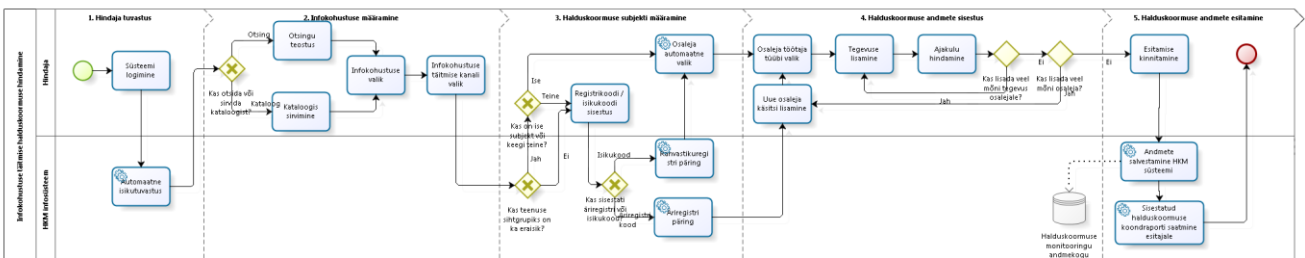 1. Hindaja tuvastus
2. Infokohustuse määramine
3. Halduskoormuse subjekti määramine
4. Halduskoormuse andmete sisestus
5. Halduskoormuse andmete esitamine
Infokohustuse täitmise halduskoormuse hindamine
Hindaja
HKM infosüsteem
Süsteemi
logimine
Automaatne
isikutuvastus
Otsing
Kas otsida või
sirvida
kataloogist?
Kataloog
Otsingu
teostus
Kataloogis
sirvimine
Infokohustuse
valik
Infokohustuse
täitmise kanali
valik
Ise
Teine
Kas on ise
subjekt või
keegi teine?
Jah
Ei
Kas teenuse
sihtgrupiks on
ka eraisik?
Registrikoodi /
isikukoodi
sisestus
Isikukood
Kas sisestati
äriregistri või
isikukood?
Äriregistri
kood
Osaleja
automaatne
valik
Rahvastikuregi
stri päring
Äriregistri
päring
Osaleja töötaja
tüübi valik
Uue osaleja
käsitsi lisamine
Tegevuse
lisamine
Ajakulu
hindamine
Kas lisada veel
mõni tegevus
osalejale?
Jah
Ei
Kas lisada veel
mõni osaleja?
Jah
Ei
Esitamise
kinnitamine
Andmete
salvestamine HKM
süsteemi
Halduskoormuse
monitooringu
andmekogu
Sisestatud
halduskoormuse
koondraporti saatmine
esitajale